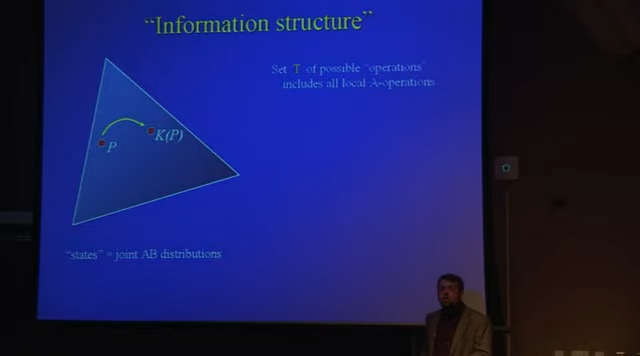 “Information structure”
Set T of possible “operations”
includes all local A-operations
K(P)
P
“states” = joint AB distributions